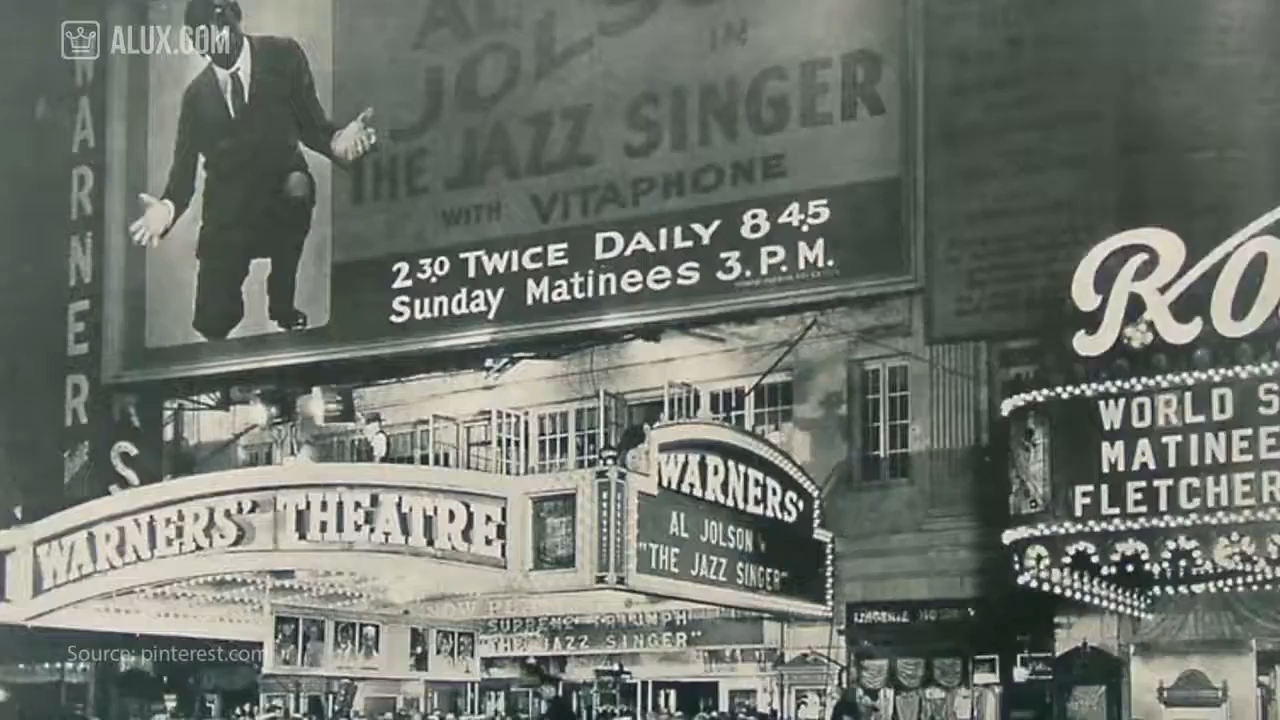 ALUX.COM
WARNER
S
AL
JOLSO
IN
THE JAZZ SINGER
WITH VITAPHONE
2 30 TWICE DAILY 8 45
Sunday Matinees 3. P. M.
Ro
WORLD S
MATINEE
FLETCHER
WARNERS' THEATRE
WARNERS'
AL JOLSON
"THE JAZZ SINGER"
SUPREME TRIUMPH
"THE JAZZ SINGER"
Source: pinterest.com